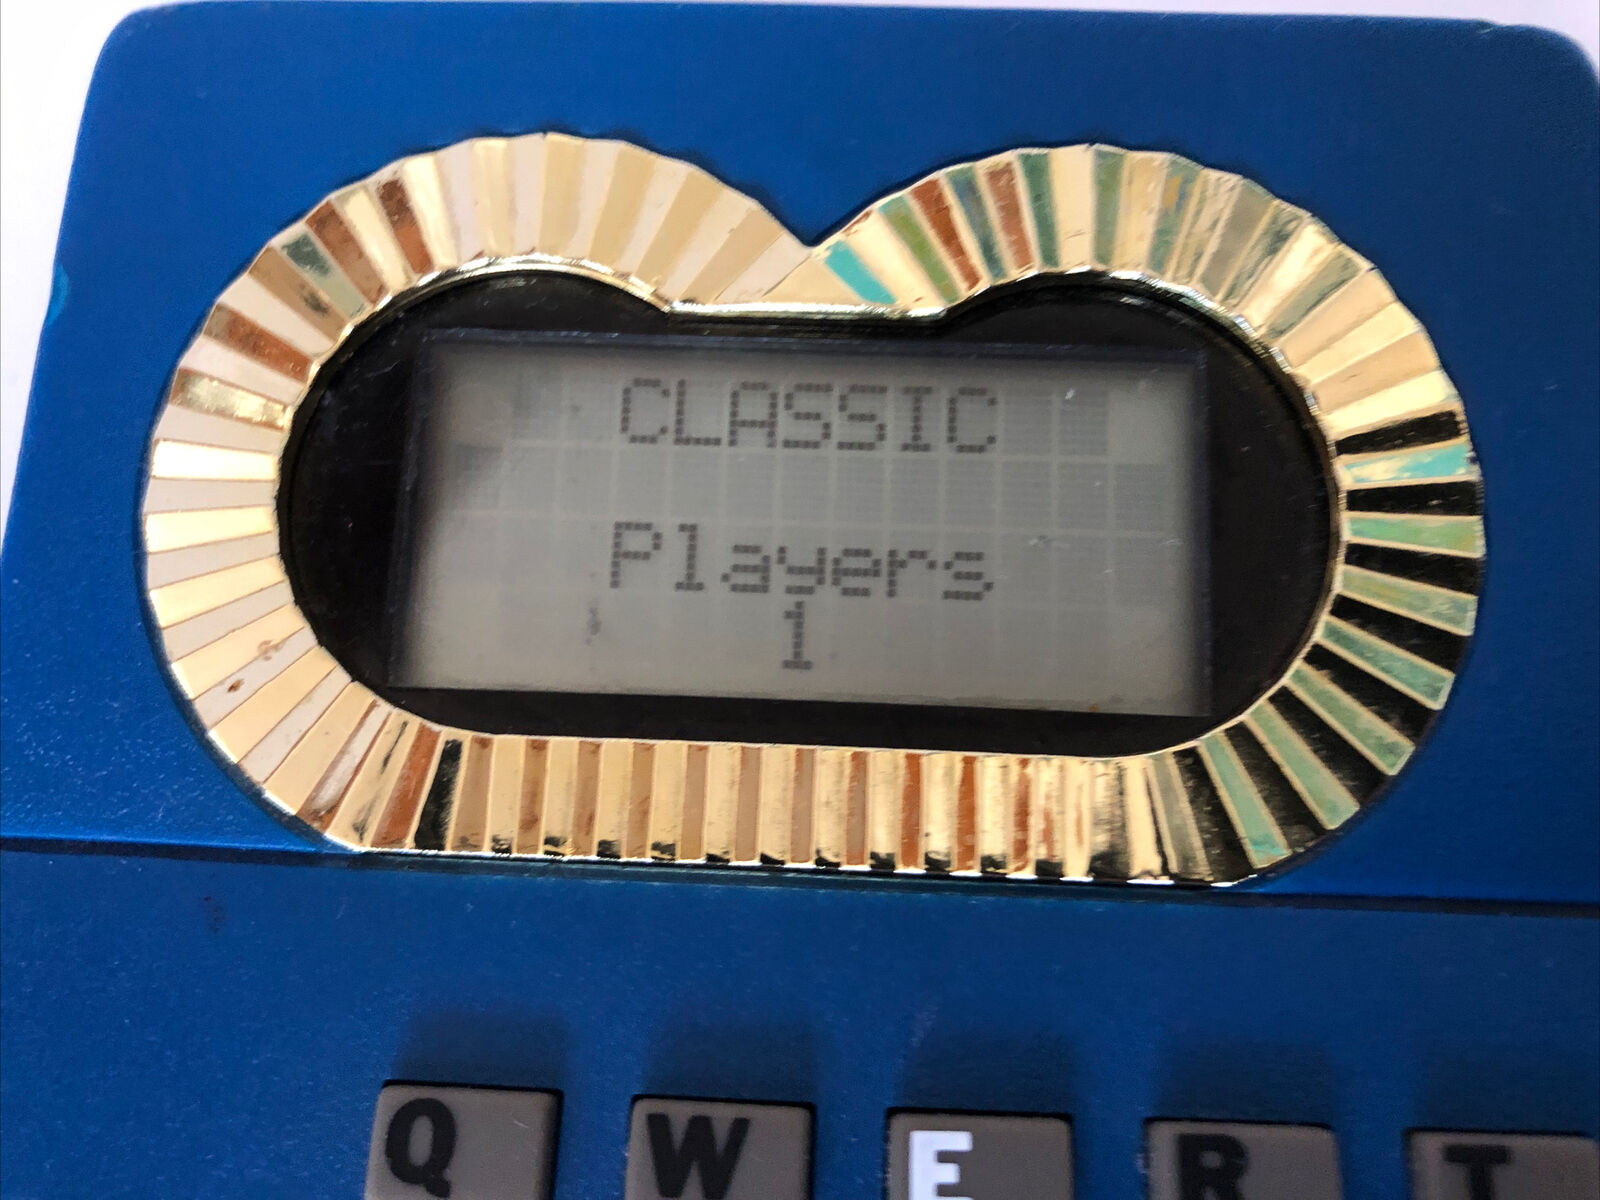 CLASSIC
Players
1
Q W E R T